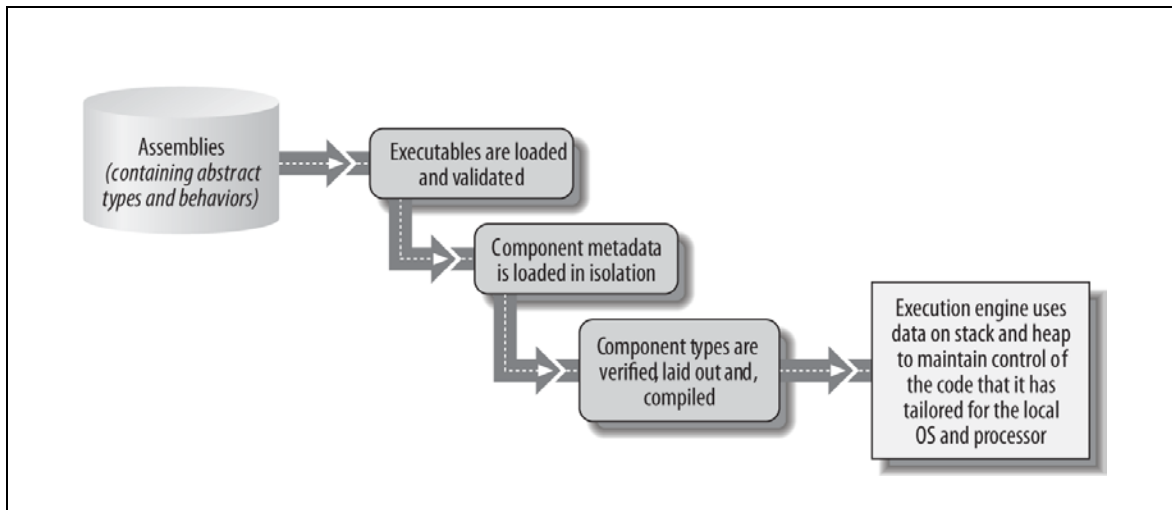 Assemblies
(containing abstract
types and behaviors)
Executables are loaded
and validated
Component metadata
is loaded in isolation
Component types are
verified, laid out and,
compiled
Execution engine uses
data on stack and heap
to maintain control of
the code that it has
tailored for the local
OS and processor